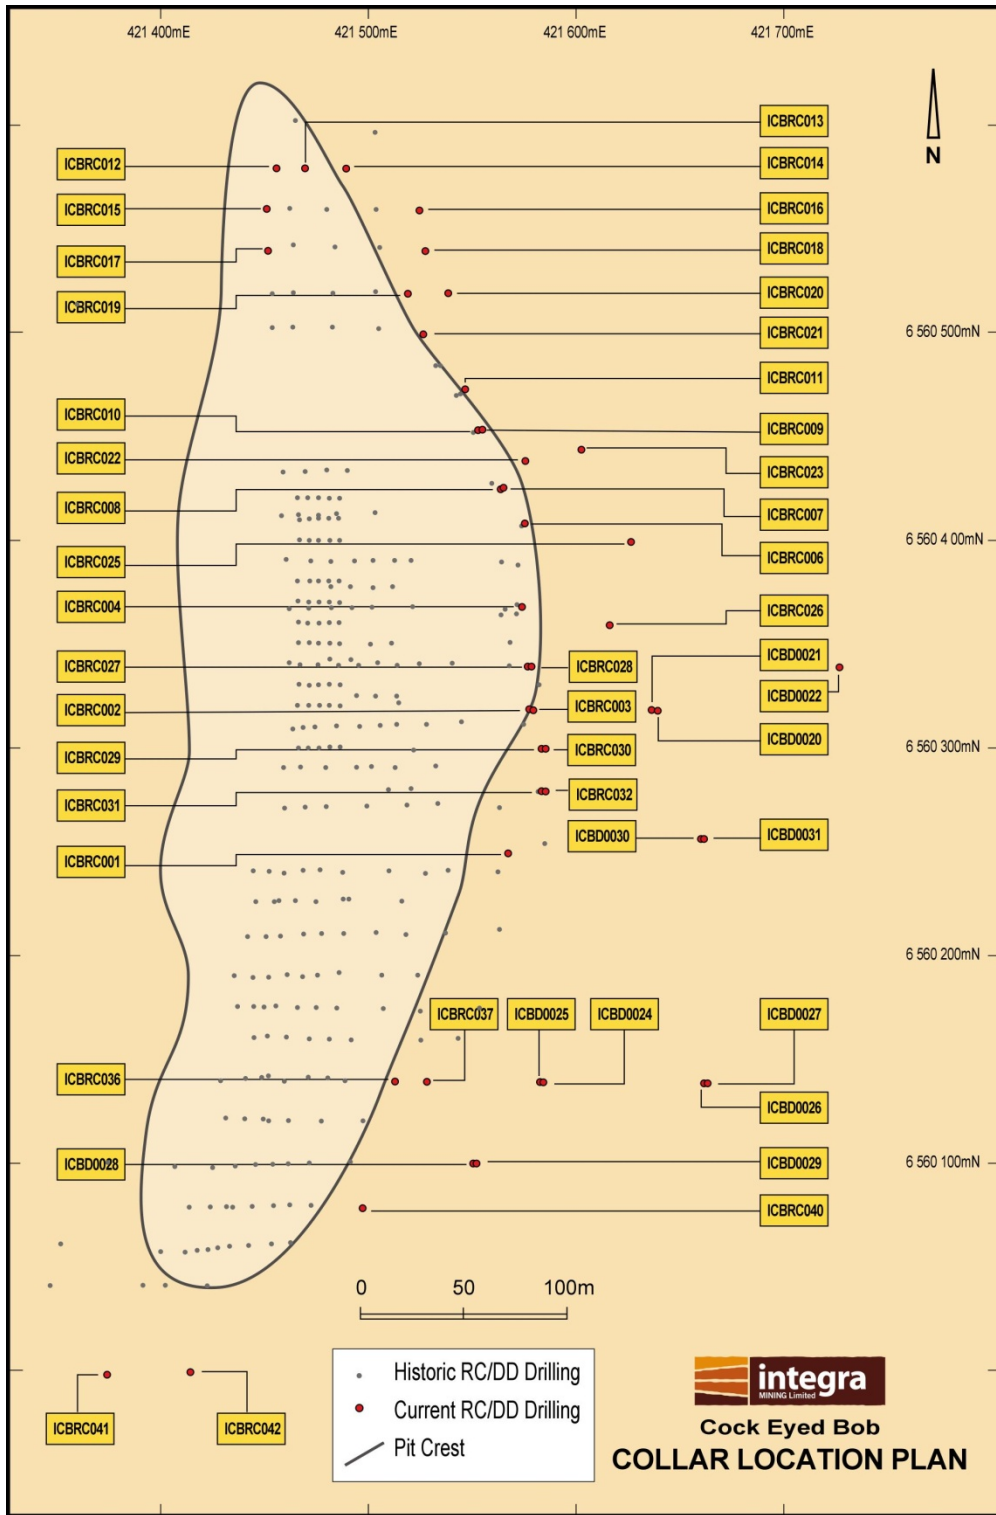 421 400mE
421 500mE
421 600mE
421 700mE
N
ICBRC013
ICBRC012
ICBRC014
ICBRC015
ICBRC016
ICBRC017
ICBRC018
ICBRC019
ICBRC020
6 560 500mN
ICBRC021
ICBRC011
ICBRC010
ICBRC009
ICBRC022
ICBRC023
ICBRC008
ICBRC007
6 560 4 00mN
ICBRC025
ICBRC006
ICBRC004
ICBRC026
ICBD0021
ICBRC027
ICBRC028
ICBD0022
ICBRC002
ICBRC003
ICBD0020
6 560 300mN
ICBRC029
ICBRC030
ICBRC031
ICBRC032
ICBD0030
ICBD0031
ICBRC001
6 560 200mN
ICBRC037
ICBD0025
ICBD0024
ICBD0027
ICBRC036
ICBD0026
ICBD0028
ICBD0029
6 560 100mN
ICBRC040
0 50 100m
Historic RC/DD Drilling
Current RC/DD Drilling
Pit Crest
ICBRC041
ICBRC042
integra
MINING Limited
Cock Eyed Bob
COLLAR LOCATION PLAN